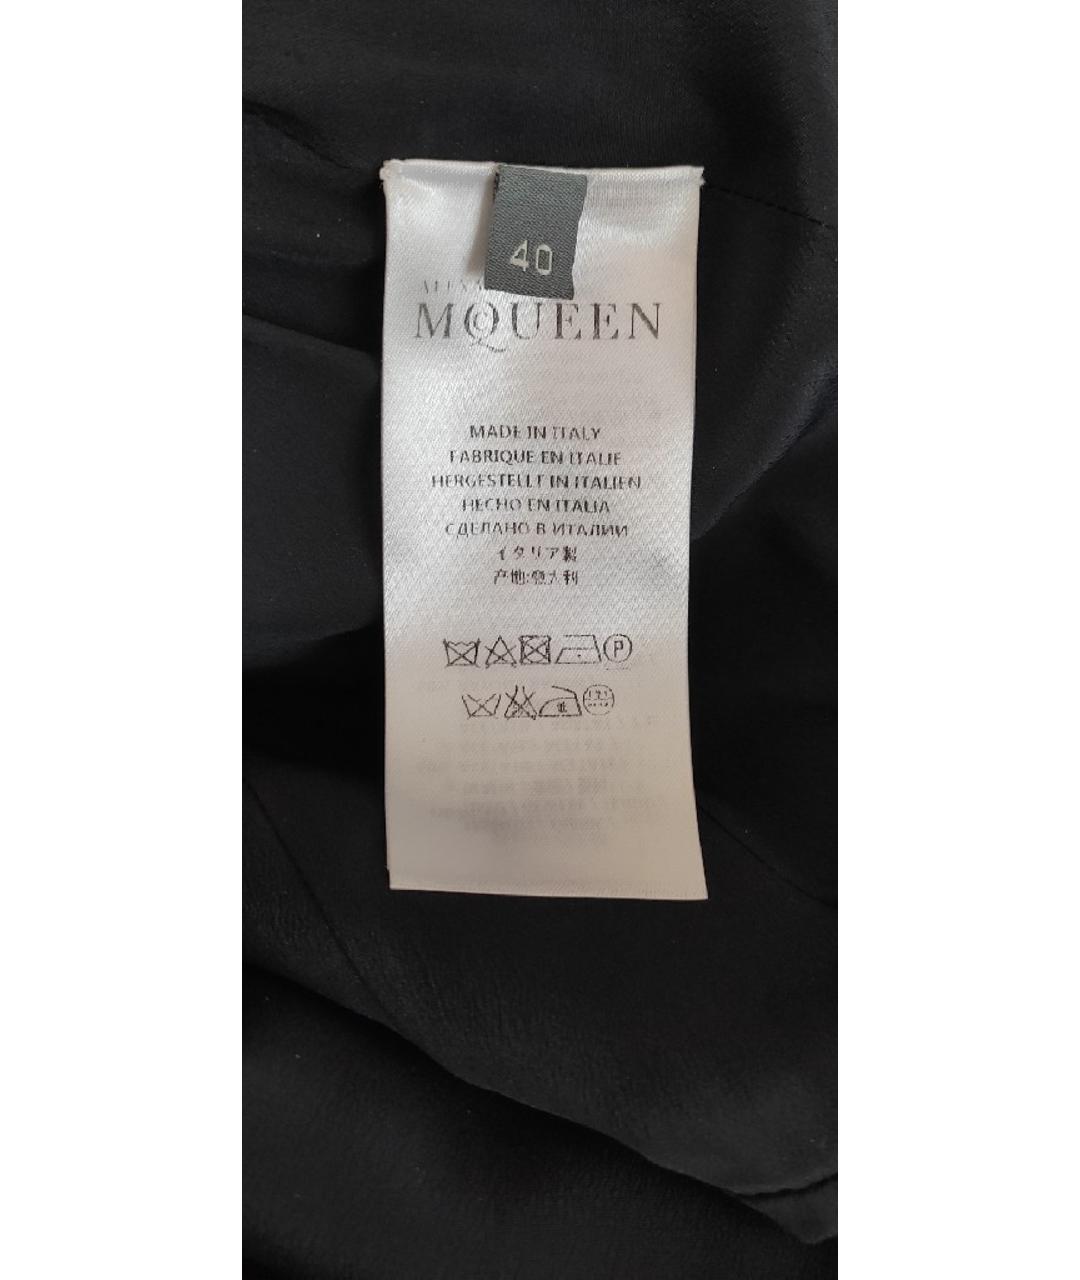 40
MCQUEEN
MADE IN ITALY
FABRIQUE EN ITALIE
HERGESTELLT IN ITALIEN
HECHO EN ITALIA
СДЕЛАНО В ИТАЛИИ
イタリア製
产地:意大利
P